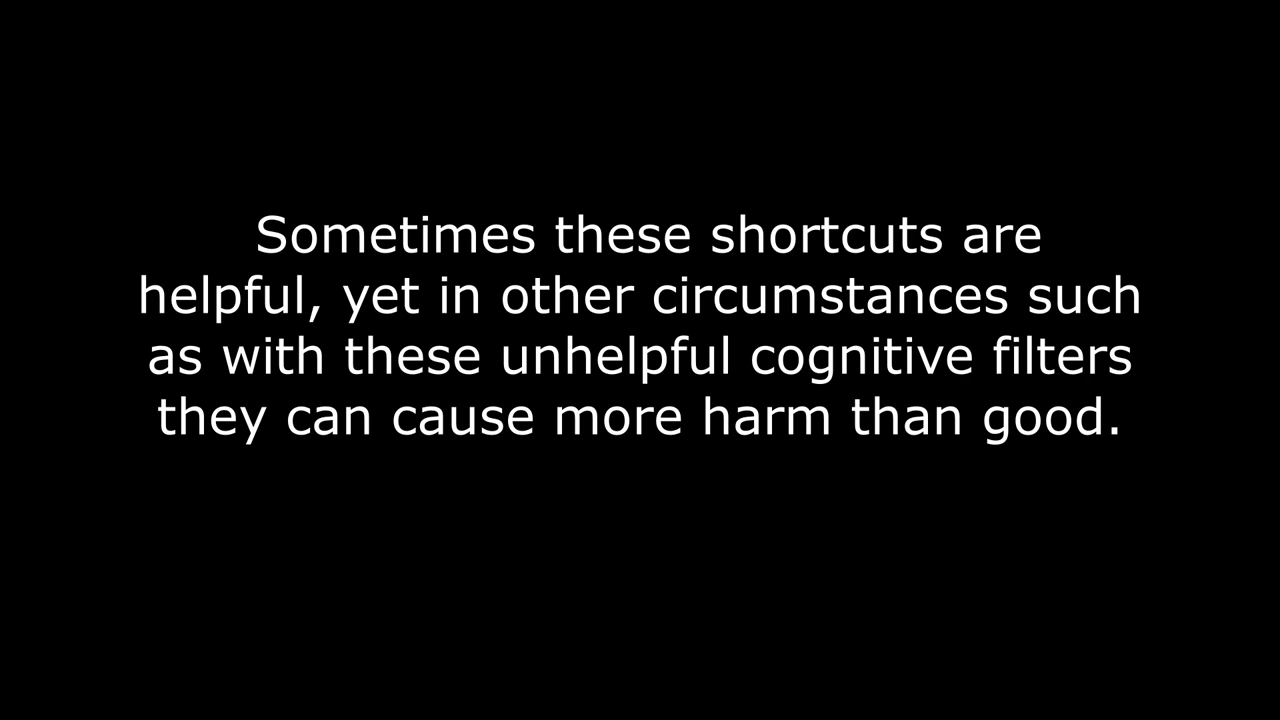 Sometimes these shortcuts are
helpful, yet in other circumstances such
as with these unhelpful cognitive filters
they can cause more harm than good.